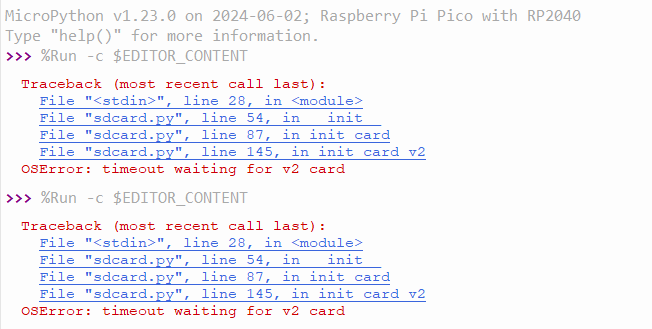 MicroPython v1.23.0 on 2024-06-02; Raspberry Pi Pico with RP2040
Type "help()" for more information.
>>> %Run -c $EDITOR_CONTENT
Traceback (most recent call last):
File "<stdin>", line 28, in <module>
File "sdcard.py", line 54, in __init__
File "sdcard.py", line 87, in init_card
File "sdcard.py", line 145, in init_card_v2
OSError: timeout waiting for v2 card
>>> %Run -c $EDITOR_CONTENT
Traceback (most recent call last):
File "<stdin>", line 28, in <module>
File "sdcard.py", line 54, in __init__
File "sdcard.py", line 87, in init_card
File "sdcard.py", line 145, in init_card_v2
OSError: timeout waiting for v2 card